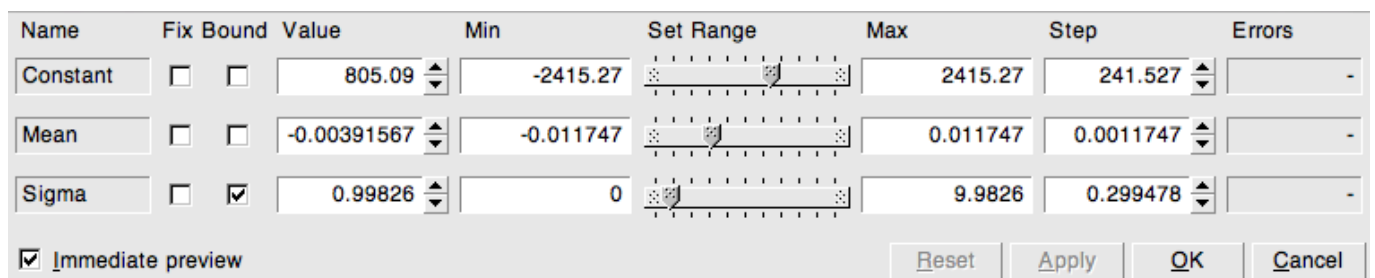 Name Fix Bound Value Min Set Range Max Step Errors
Constant 805.09 -2415.27 2415.27 241.527 -
Mean -0.00391567 -0.011747 0.011747 0.0011747 -
Sigma 0.99826 0 9.9826 0.299478 -
Immediate preview Reset Apply OK Cancel